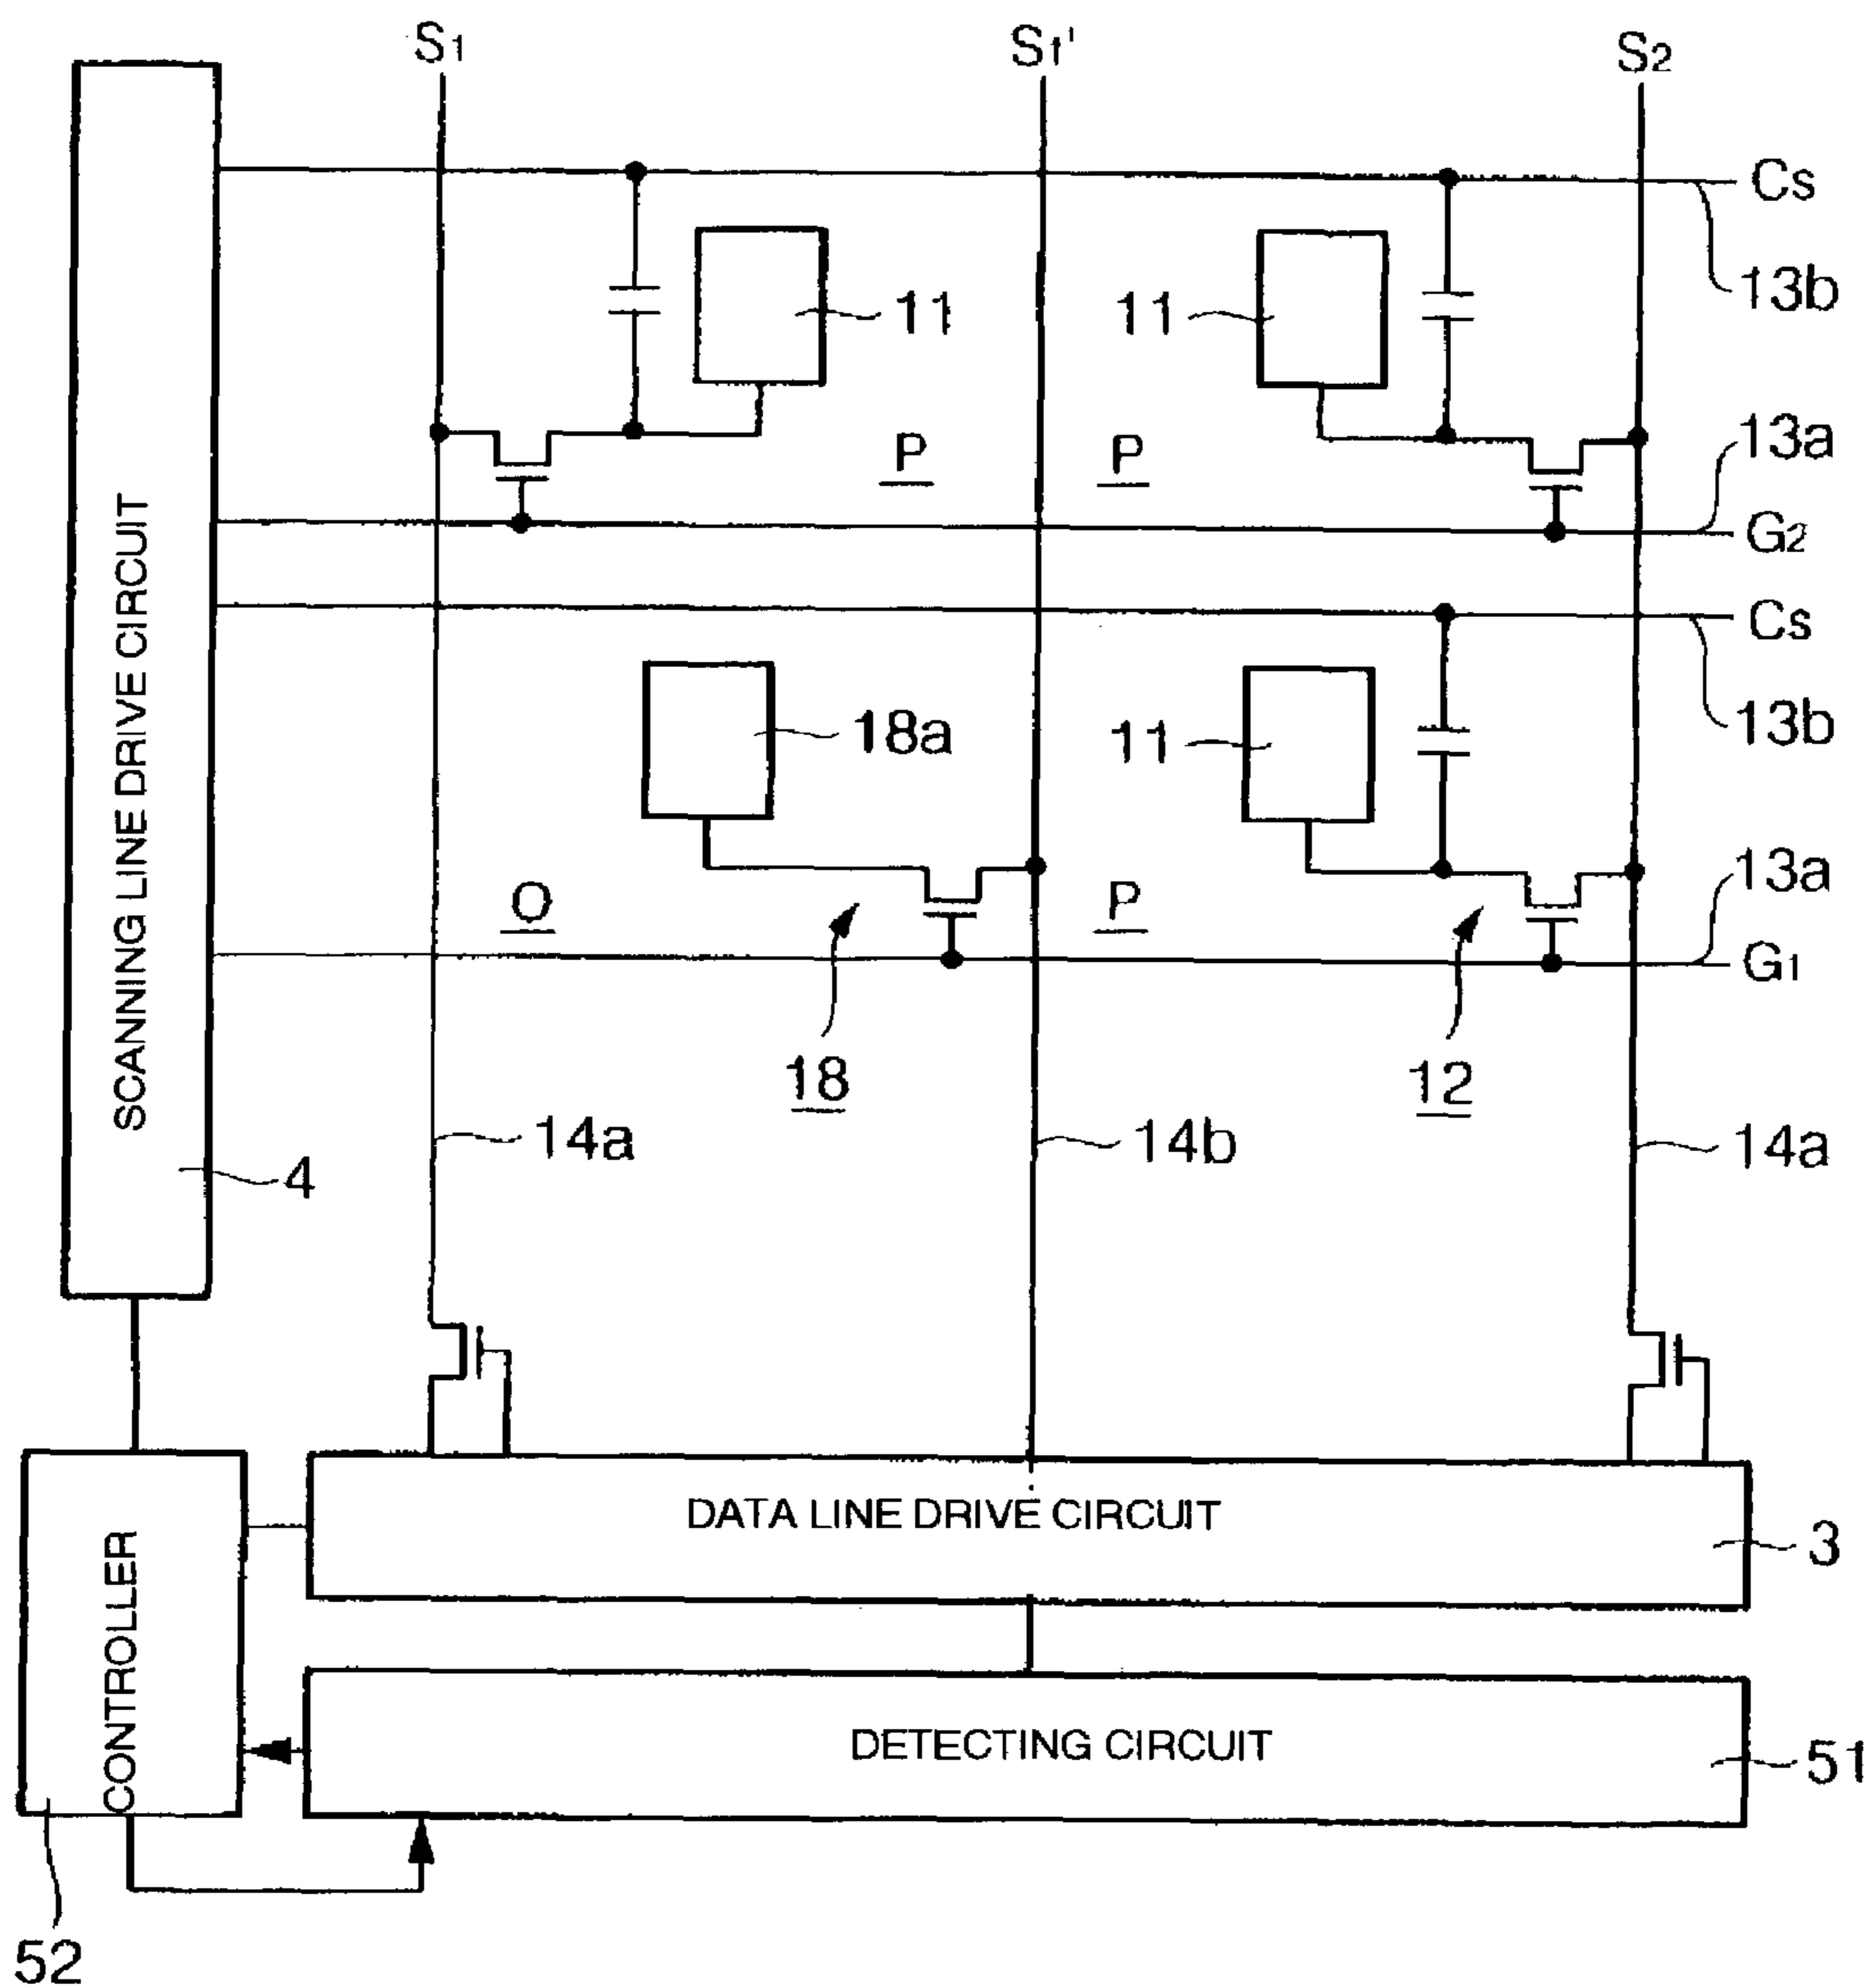 S1
S1'
S2
Cs
13b
11
11
13a
P
P
G2
SCANNING LINE DRIVE CIRCUIT
Cs
13b
18a
11
13a
O
P
G1
18
12
14a
14b
14a
4
DATA LINE DRIVE CIRCUIT
3
CONTROLLER
DETECTING CIRCUIT
51
52